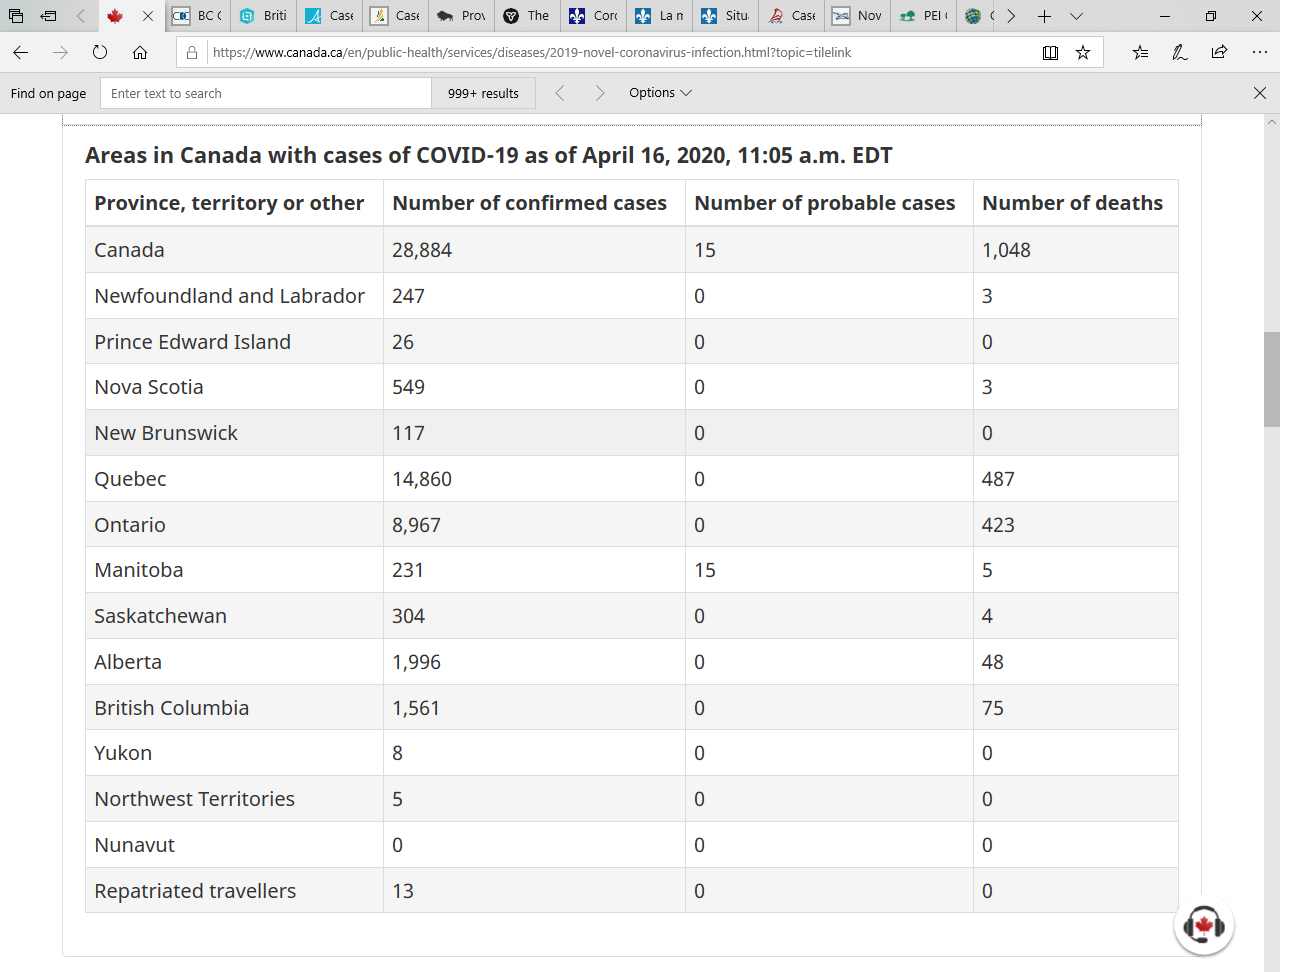 BC
Briti
Case
Case
Prov
The
Coro
La n
Situ
Case
Nov
PEI
https://www.canada.ca/en/public-health/services/diseases/2019-novel-coronavirus-infection.html?topic=tilelink
Find on page Enter text to search 999+ results Options
Areas in Canada with cases of COVID-19 as of April 16, 2020, 11:05 a.m. EDT
Province, territory or other Number of confirmed cases Number of probable cases Number of deaths
Canada 28,884 15 1,048
Newfoundland and Labrador 247 0 3
Prince Edward Island 26 0 0
Nova Scotia 549 0 3
New Brunswick 117 0 0
Quebec 14,860 0 487
Ontario 8,967 0 423
Manitoba 231 15 5
Saskatchewan 304 0 4
Alberta 1,996 0 48
British Columbia 1,561 0 75
Yukon 8 0 0
Northwest Territories 5 0 0
Nunavut 0 0 0
Repatriated travellers 13 0 0